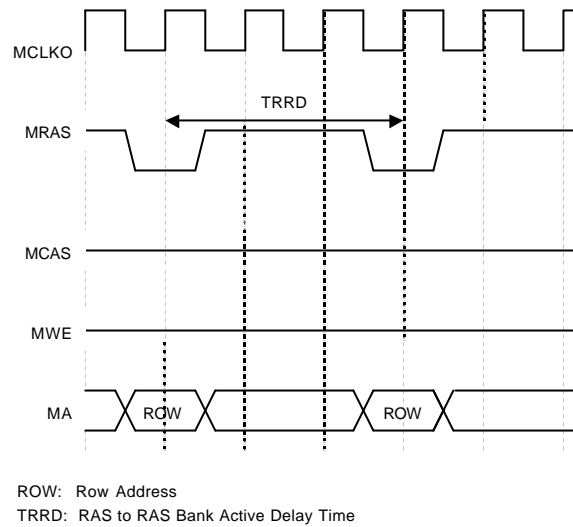 MCLKO
TRRD
MRAS
MCAS
MWE
MA
ROW
ROW
ROW: Row Address
TRRD: RAS to RAS Bank Active Delay Time